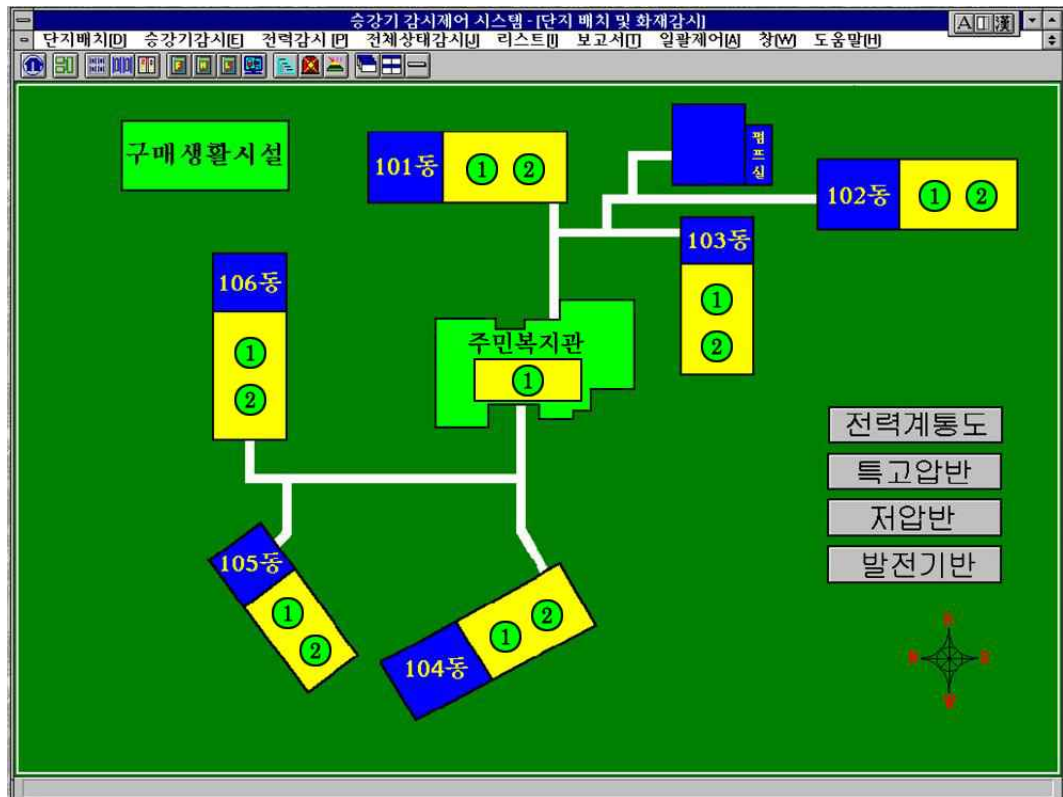 승강기 감시제어 시스템 - [단지 배치 및 화재감시]
A 漢
단지배치[D] 승강기감시[E] 전력감시 [P] 전체상태감시[J] 리스트[I] 보고서[T] 일괄제어[A] 창[W] 도움말[H]
구매생활시설
101동 ① ②
펌프실
102동 ① ②
103동
①
②
106동
①
②
주민복지관
①
전력계통도
특고압반
저압반
발전기반
105동
①
②
104동 ① ②